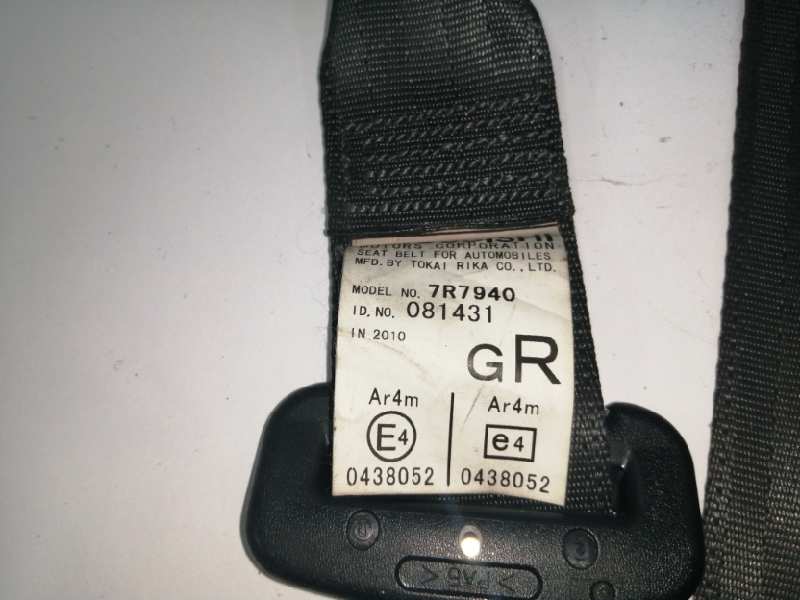 MOTORS CORPORATION
SEAT BELT FOR AUTOMOBILES
MFD. BY TOKAI RIKA CO., LTD.
MODEL NO. 7R7940
ID. NO. 081431
IN 2010
GR
Ar4m
E4
0438052
Ar4m
e4
0438052
>PA6<